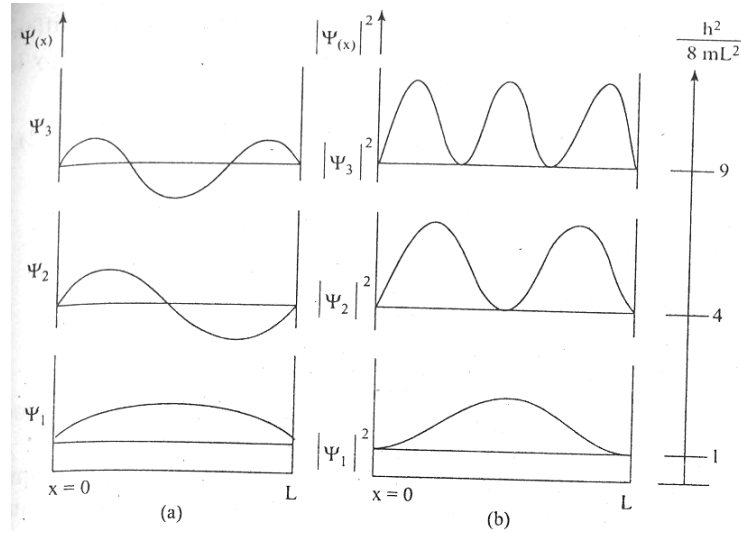 Ψ(x)
Ψ3
Ψ2
Ψ1
x = 0
L
(a)
|Ψ(x)|²
|Ψ3|²
|Ψ2|²
|Ψ1|²
x = 0
L
(b)
h²
8 mL²
9
4
1